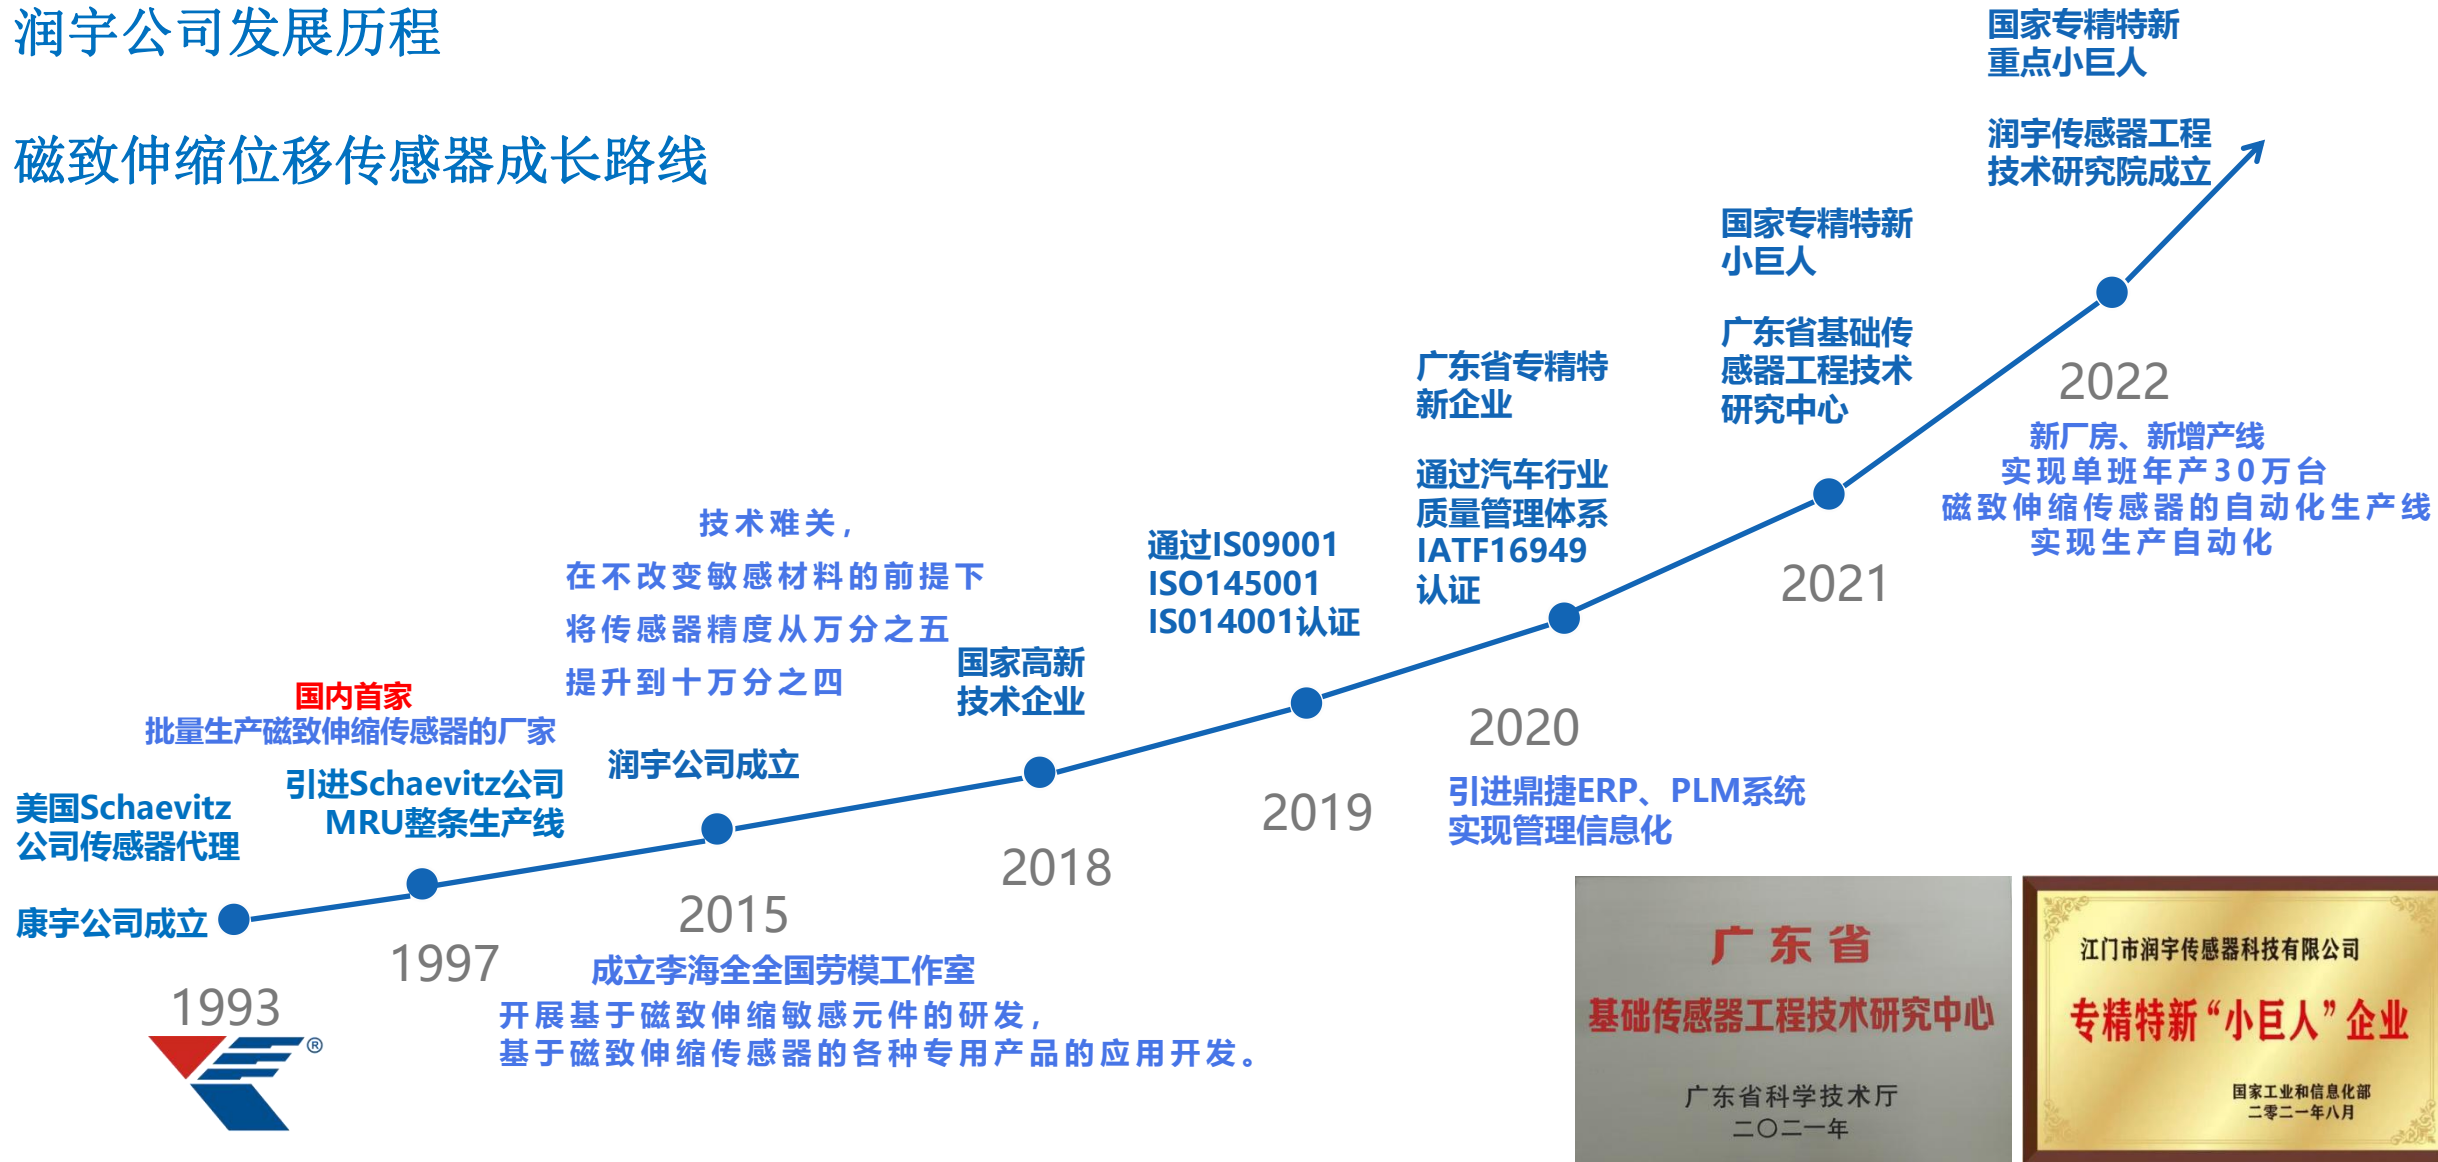 润宇公司发展历程
磁致伸缩位移传感器成长路线
美国Schaevitz
公司传感器代理
康宇公司成立
1993
®
国内首家
批量生产磁致伸缩传感器的厂家
引进Schaevitz公司
MRU整条生产线
1997
技术难关，
在不改变敏感材料的前提下
将传感器精度从万分之五
提升到十万分之四
润宇公司成立
2015
成立李海全全国劳模工作室
开展基于磁致伸缩敏感元件的研发，
基于磁致伸缩传感器的各种专用产品的应用开发。
国家高新
技术企业
2018
通过IS09001
ISO145001
IS014001认证
2019
广东省专精特
新企业
通过汽车行业
质量管理体系
IATF16949
认证
2020
引进鼎捷ERP、PLM系统
实现管理信息化
国家专精特新
小巨人
广东省基础传
感器工程技术
研究中心
2021
国家专精特新
重点小巨人
润宇传感器工程
技术研究院成立
2022
新厂房、新增产线
实现单班年产30万台
磁致伸缩传感器的自动化生产线
实现生产自动化
广东省
基础传感器工程技术研究中心
广东省科学技术厅
二〇二一年
江门市润宇传感器科技有限公司
专精特新“小巨人”企业
国家工业和信息化部
二零二一年八月